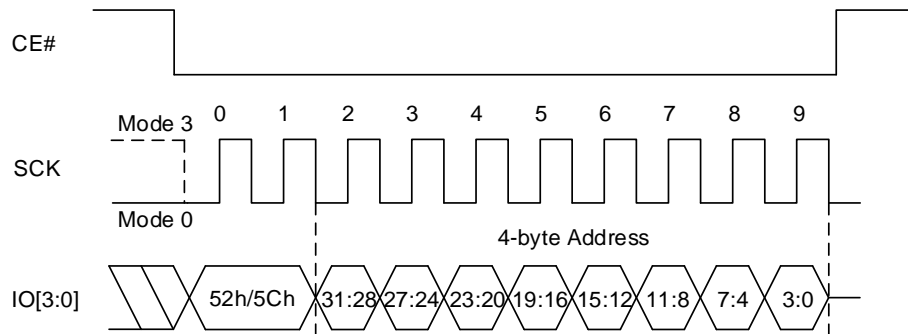 CE#
0 1 2 3 4 5 6 7 8 9
Mode 3
SCK
Mode 0
4-byte Address
IO[3:0] 52h/5Ch 31:28 27:24 23:20 19:16 15:12 11:8 7:4 3:0